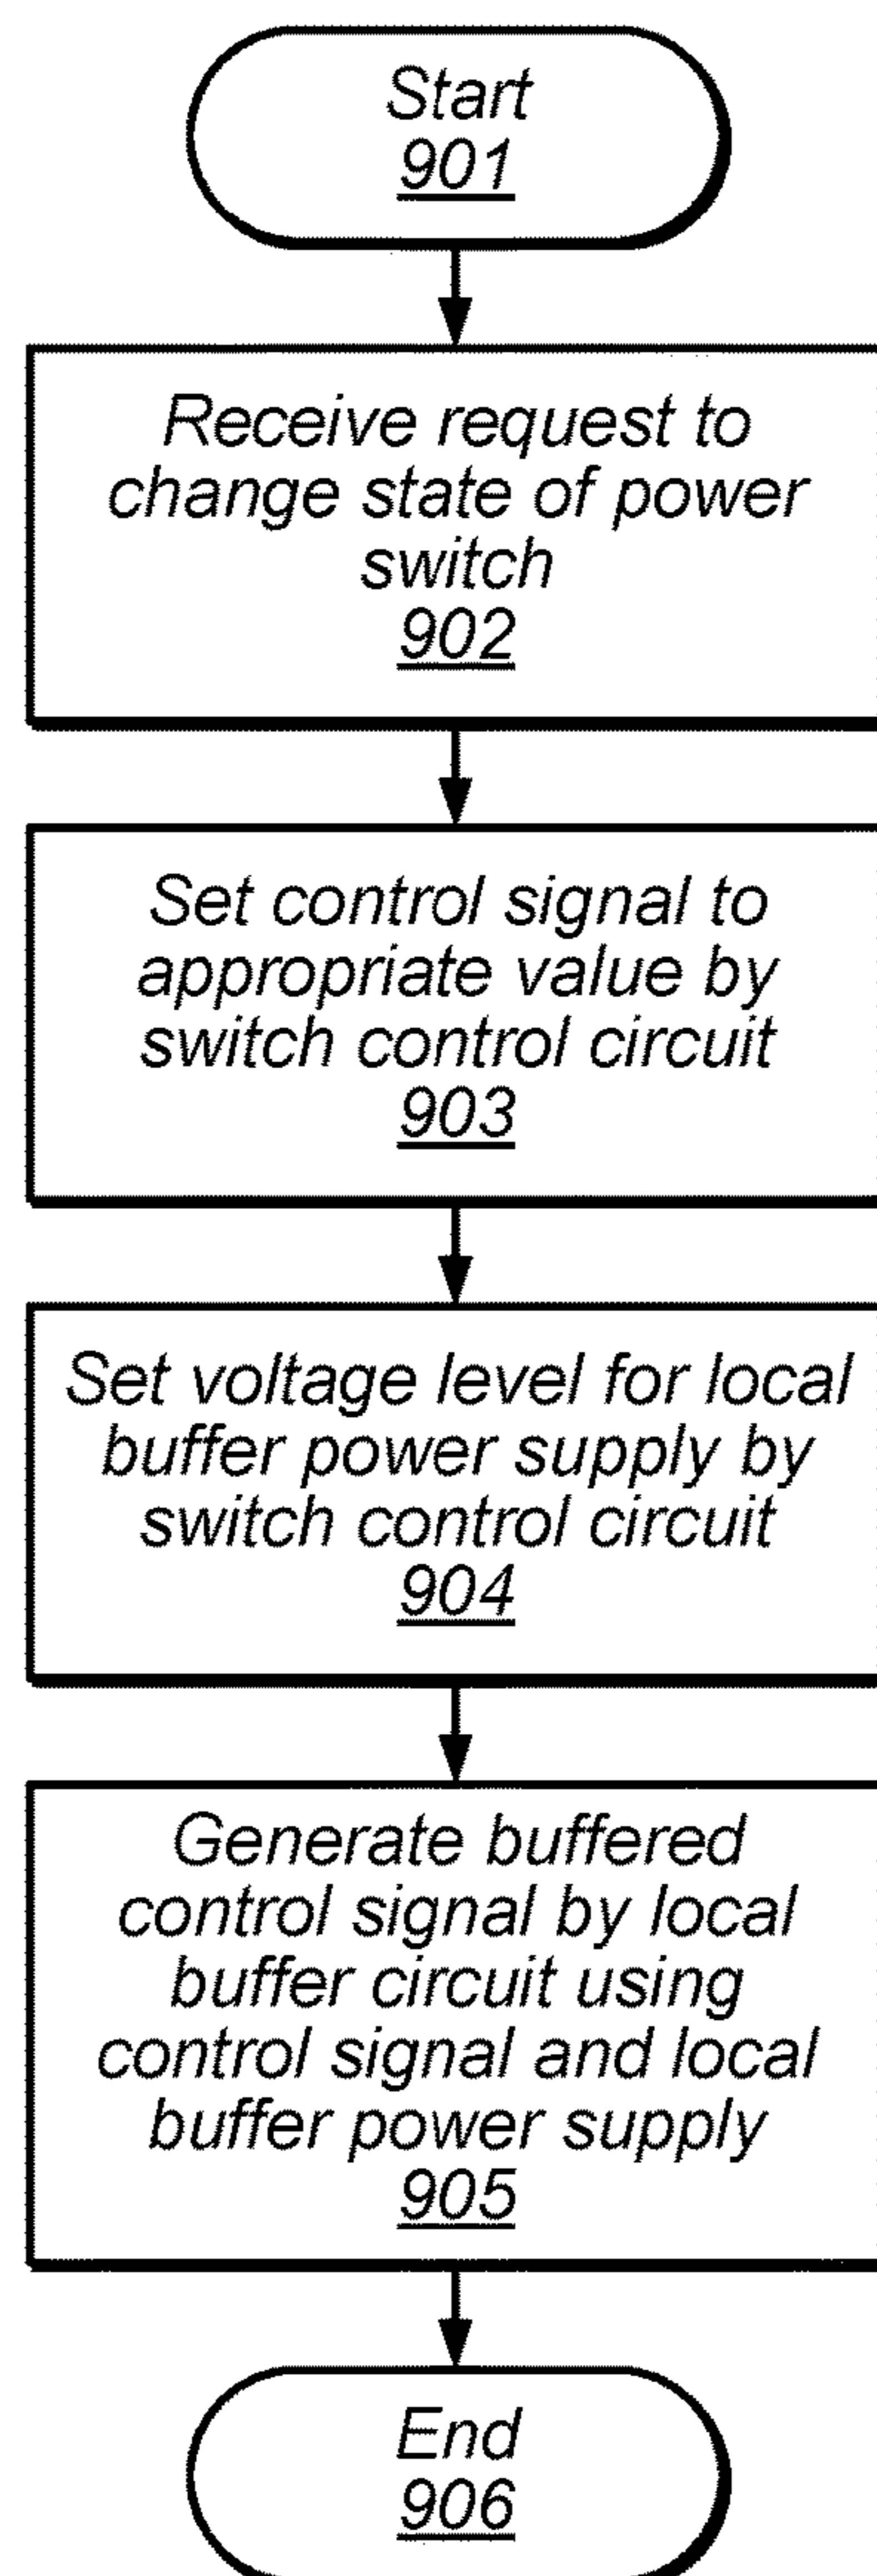 Start
901
Receive request to
change state of power
switch
902
Set control signal to
appropriate value by
switch control circuit
903
Set voltage level for local
buffer power supply by
switch control circuit
904
Generate buffered
control signal by local
buffer circuit using
control signal and local
buffer power supply
905
End
906